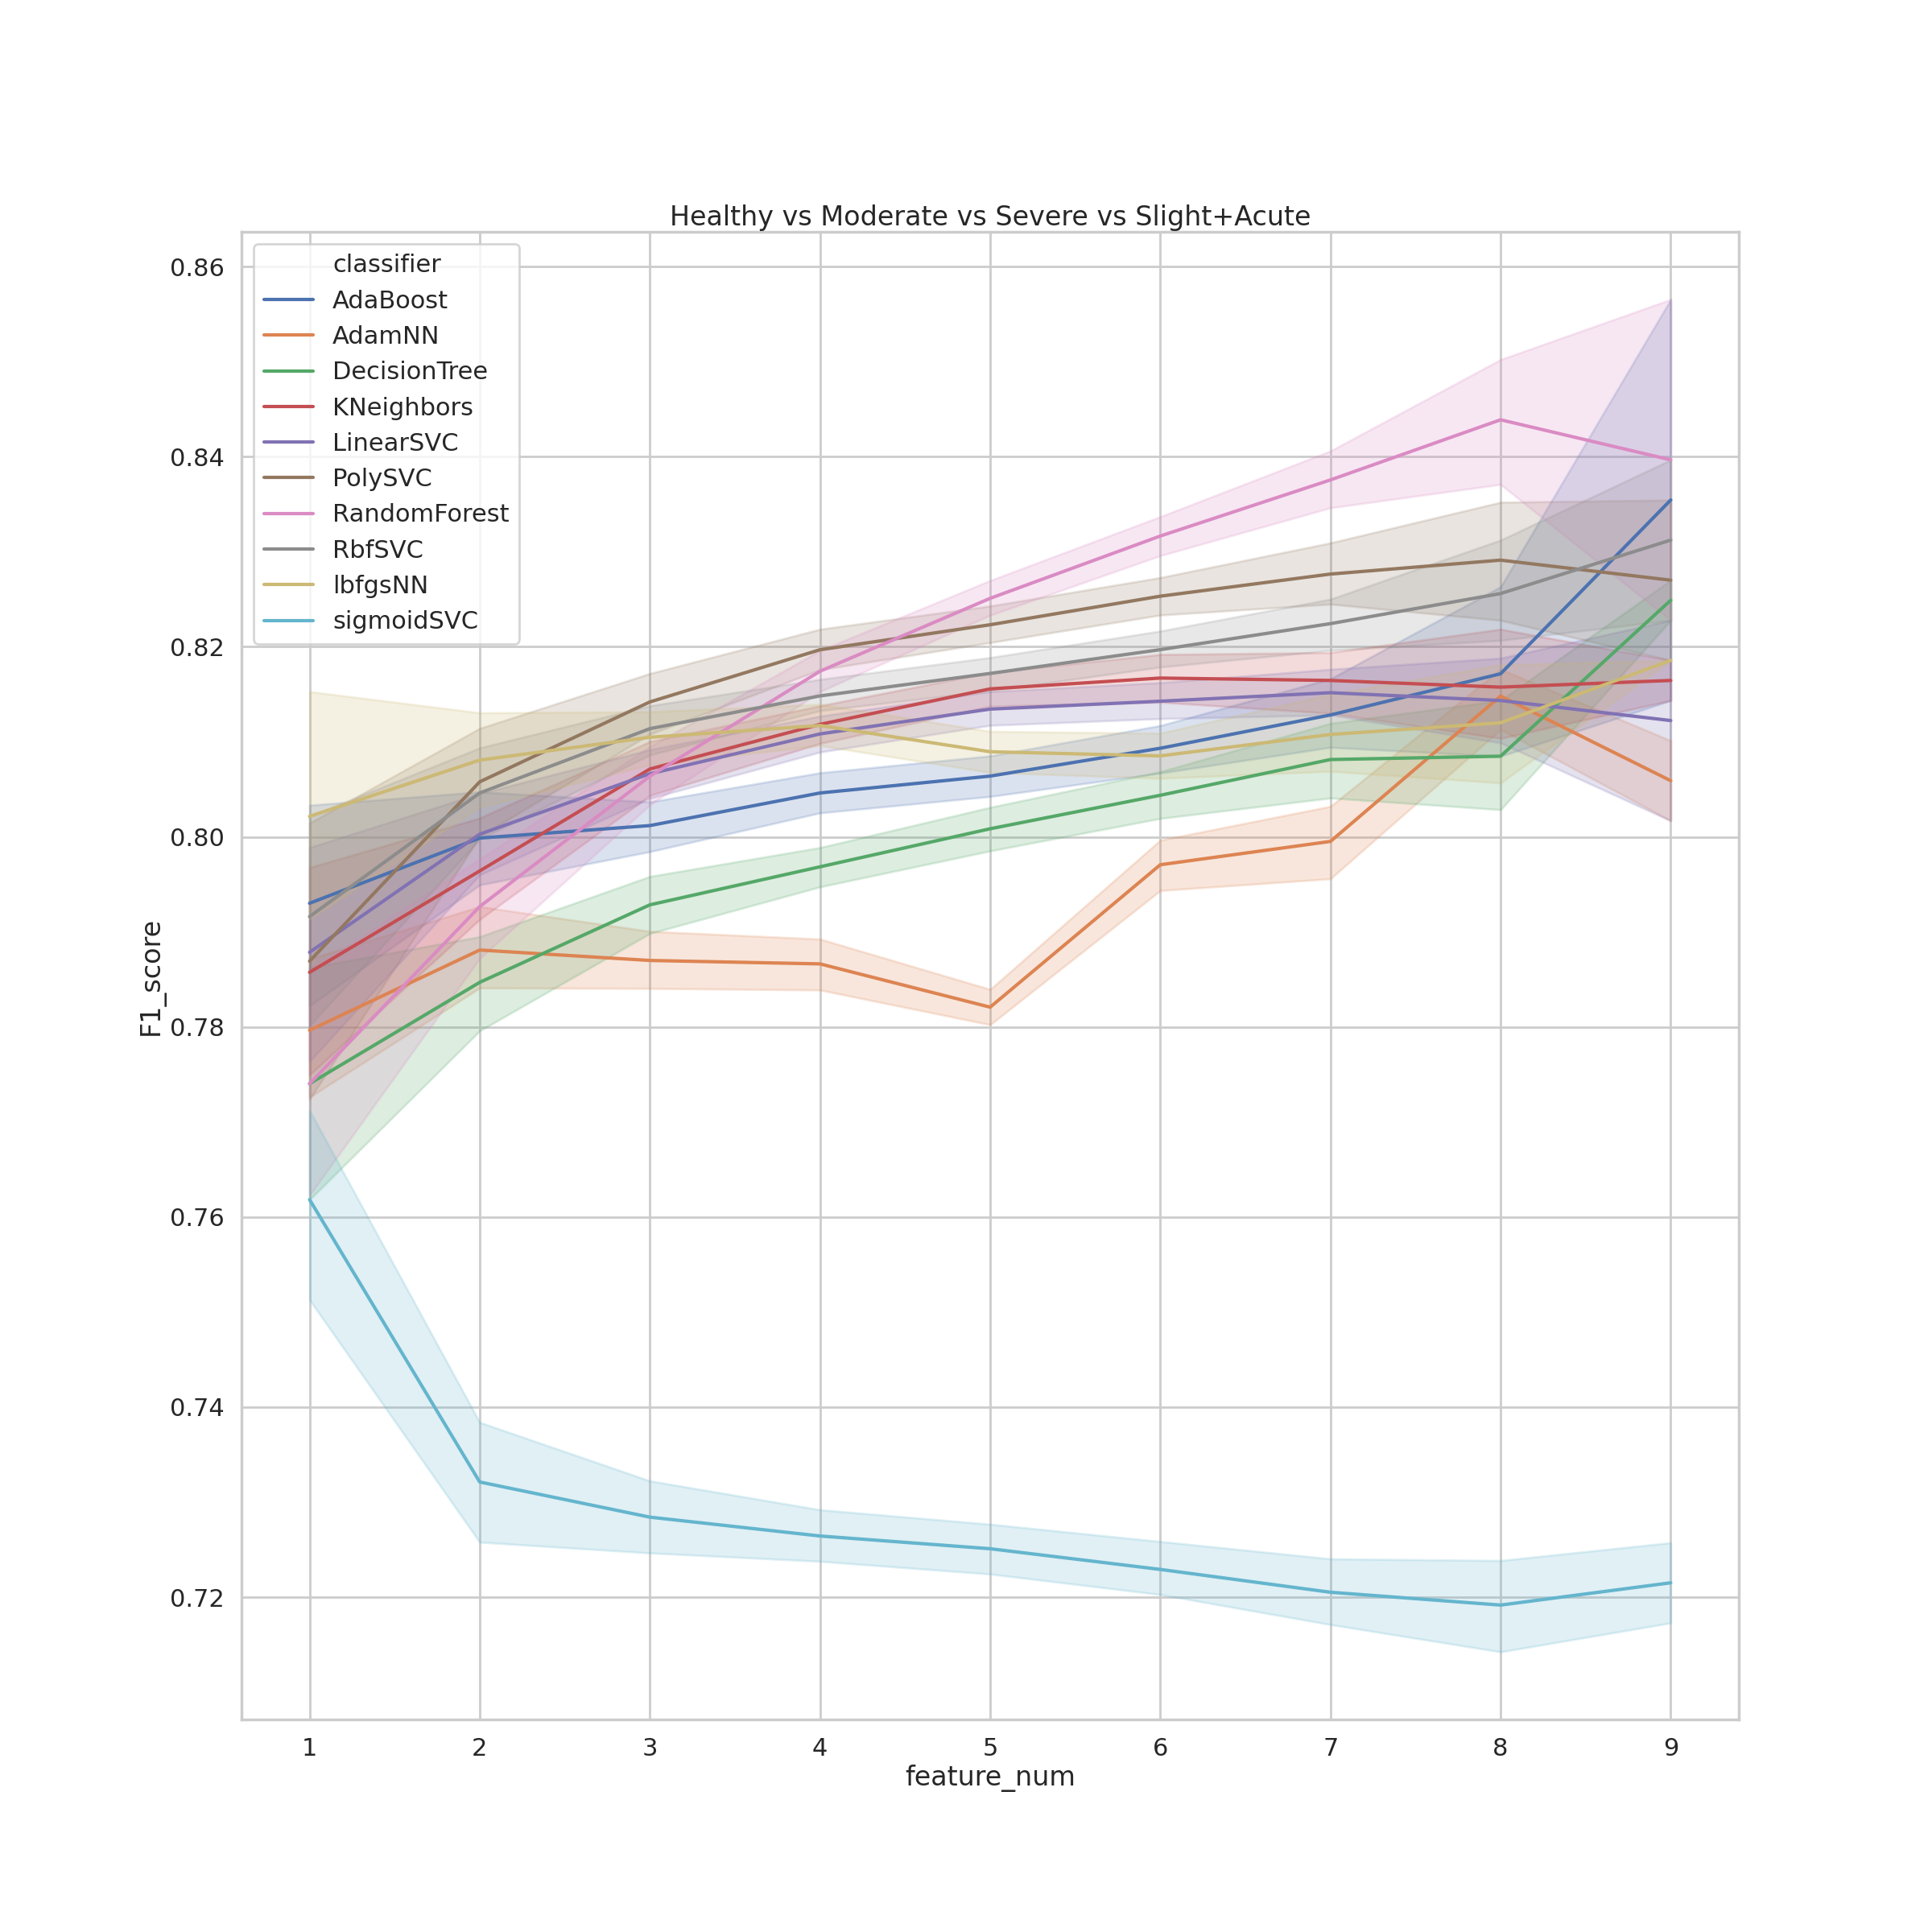 Healthy vs Moderate vs Severe vs Slight+Acute
classifier
AdaBoost
AdamNN
DecisionTree
KNeighbors
LinearSVC
PolySVC
RandomForest
RbfSVC
lbfgsNN
sigmoidSVC
0.86
0.84
0.82
0.80
0.78
0.76
0.74
0.72
F1_score
1 2 3 4 5 6 7 8 9
feature_num